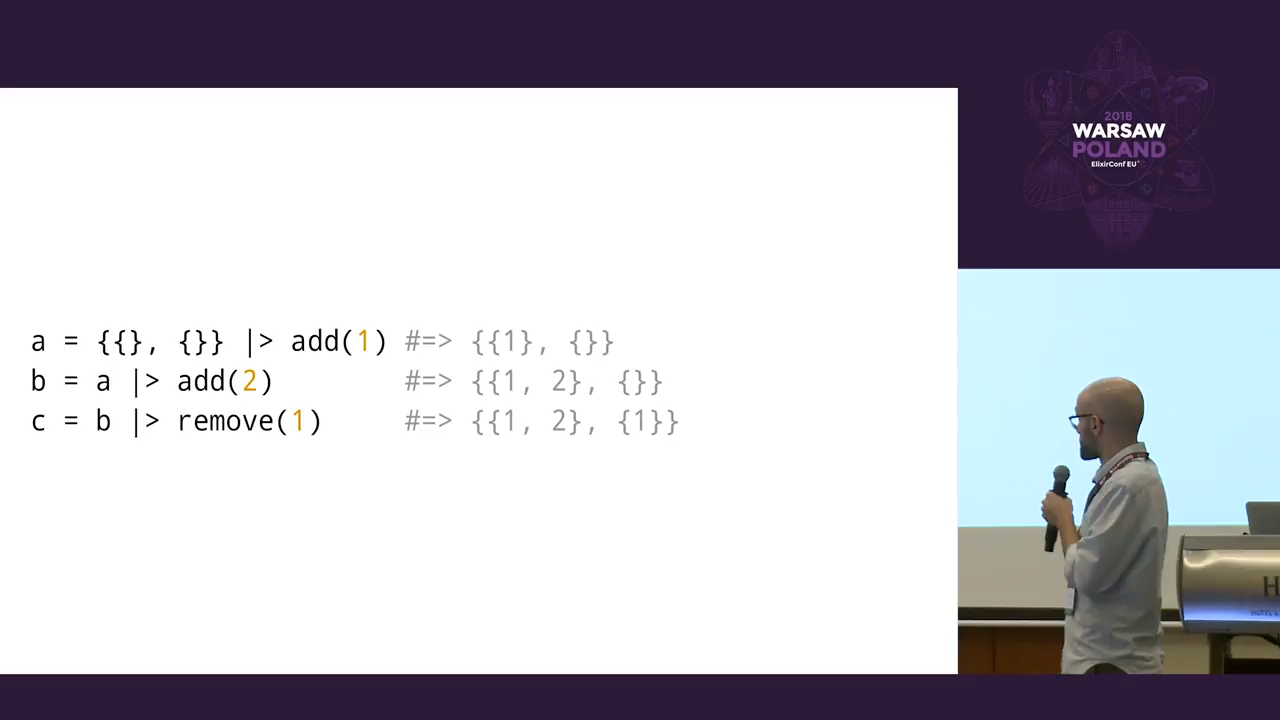 2018
WARSAW
POLAND
ElixirConf EU
a = {{}, {}} |> add(1) #=> {{1}, {}}
b = a |> add(2) #=> {{1, 2}, {}}
c = b |> remove(1) #=> {{1, 2}, {1}}
H